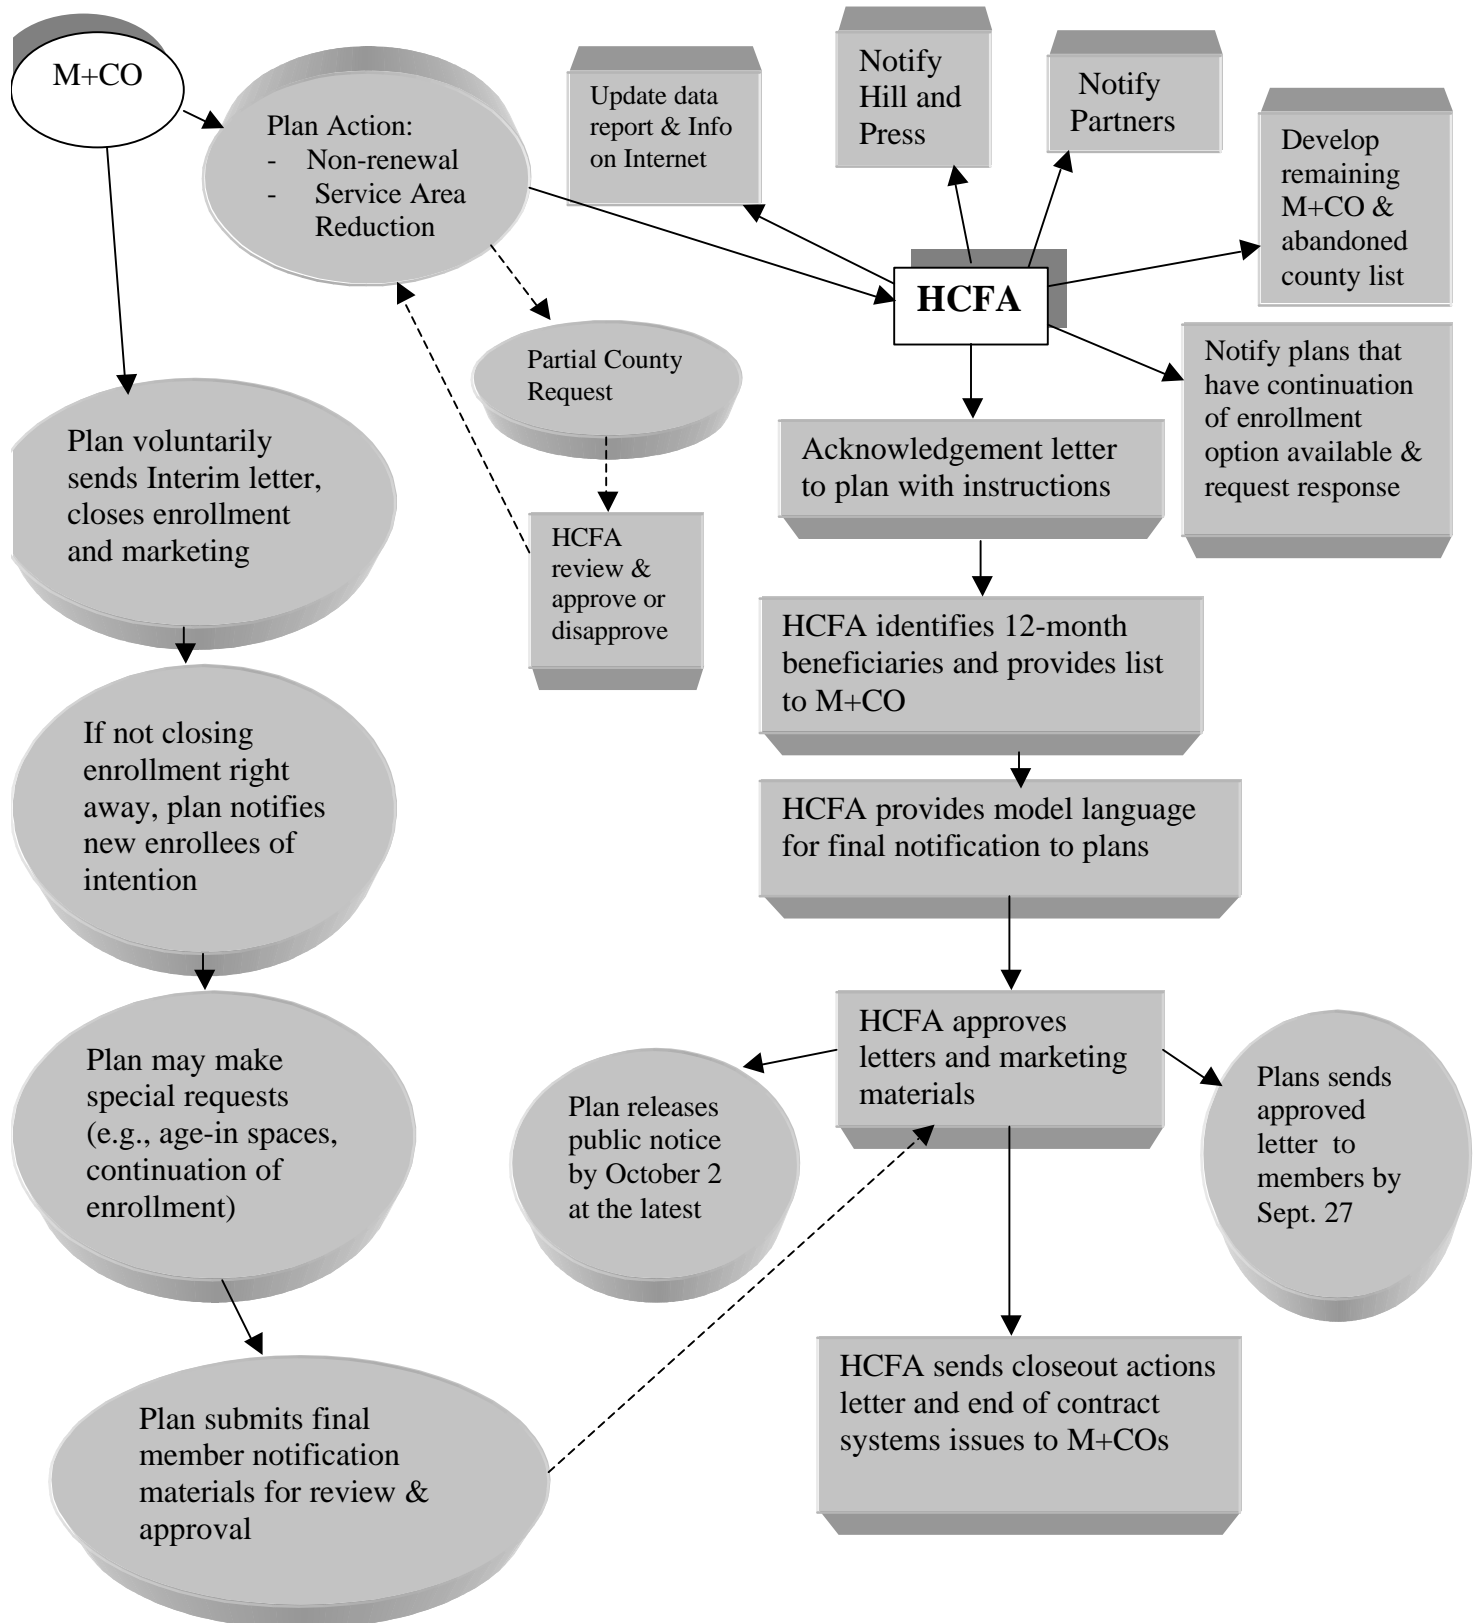 M+CO
Plan Action:
- Non-renewal
- Service Area
Reduction
Update data
report & Info
on Internet
Notify
Hill and
Press
Notify
Partners
Develop
remaining
M+CO &
abandoned
county list
HCFA
Notify plans that
have continuation
of enrollment
option available &
request response
Partial County
Request
HCFA
review &
approve or
disapprove
Plan voluntarily
sends Interim letter,
closes enrollment
and marketing
Acknowledgement letter
to plan with instructions
HCFA identifies 12-month
beneficiaries and provides list
to M+CO
If not closing
enrollment right
away, plan notifies
new enrollees of
intention
HCFA provides model language
for final notification to plans
Plan may make
special requests
(e.g., age-in spaces,
continuation of
enrollment)
HCFA approves
letters and marketing
materials
Plan releases
public notice
by October 2
at the latest
Plans sends
approved
letter to
members by
Sept. 27
Plan submits final
member notification
materials for review &
approval
HCFA sends closeout actions
letter and end of contract
systems issues to M+COs